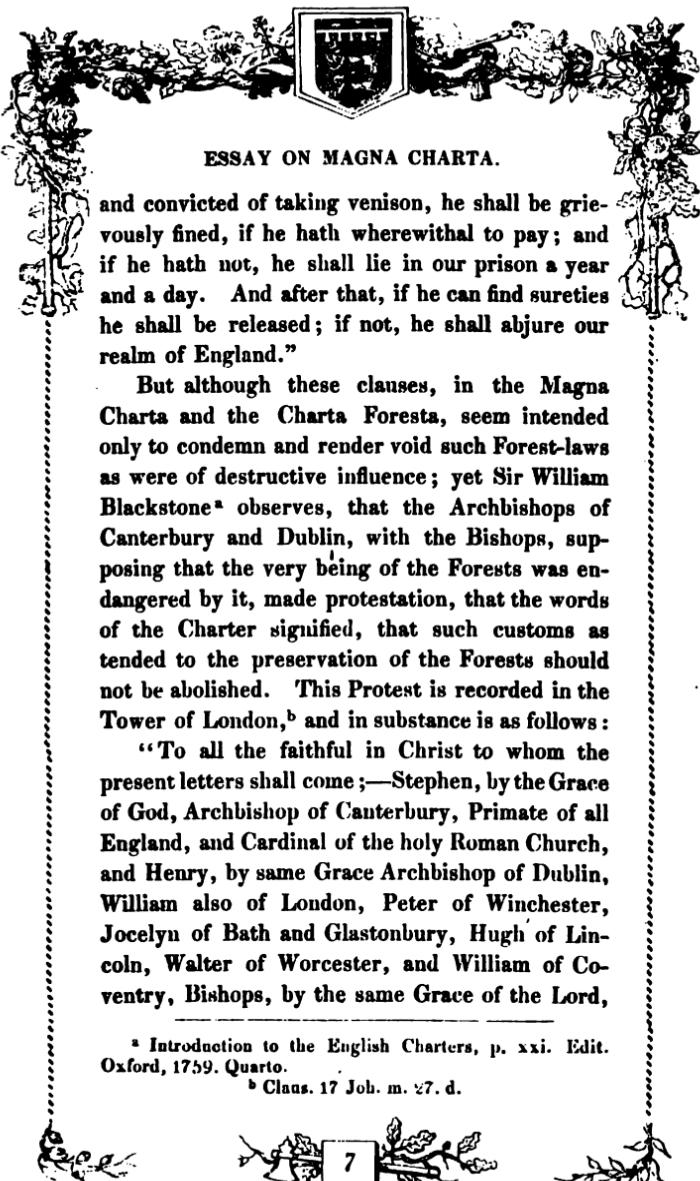 ESSAY ON MAGNA CHARTA.
and convicted of taking venison, he shall be grie-
vously fined, if he hath wherewithal to pay; and
if he hath not, he shall lie in our prison a year
and a day. And after that, if he can find sureties
he shall be released; if not, he shall abjure our
realm of England.”
But although these clauses, in the Magna
Charta and the Charta Foresta, seem intended
only to condemn and render void such Forest-laws
as were of destructive influence; yet Sir William
Blackstone a observes, that the Archbishops of
Canterbury and Dublin, with the Bishops, sup-
posing that the very being of the Forests was en-
dangered by it, made protestation, that the words
of the Charter signified, that such customs as
tended to the preservation of the Forests should
not be abolished. This Protest is recorded in the
Tower of London,b and in substance is as follows:
“To all the faithful in Christ to whom the
present letters shall come;—Stephen, by the Grace
of God, Archbishop of Canterbury, Primate of all
England, and Cardinal of the holy Roman Church,
and Henry, by same Grace Archbishop of Dublin,
William also of London, Peter of Winchester,
Jocelyn of Bath and Glastonbury, Hugh of Lin-
coln, Walter of Worcester, and William of Co-
ventry, Bishops, by the same Grace of the Lord,
a Introduction to the English Charters, p. xxi. Edit.
Oxford, 1759. Quarto.
b Claus. 17 Joh. m. 27. d.
7